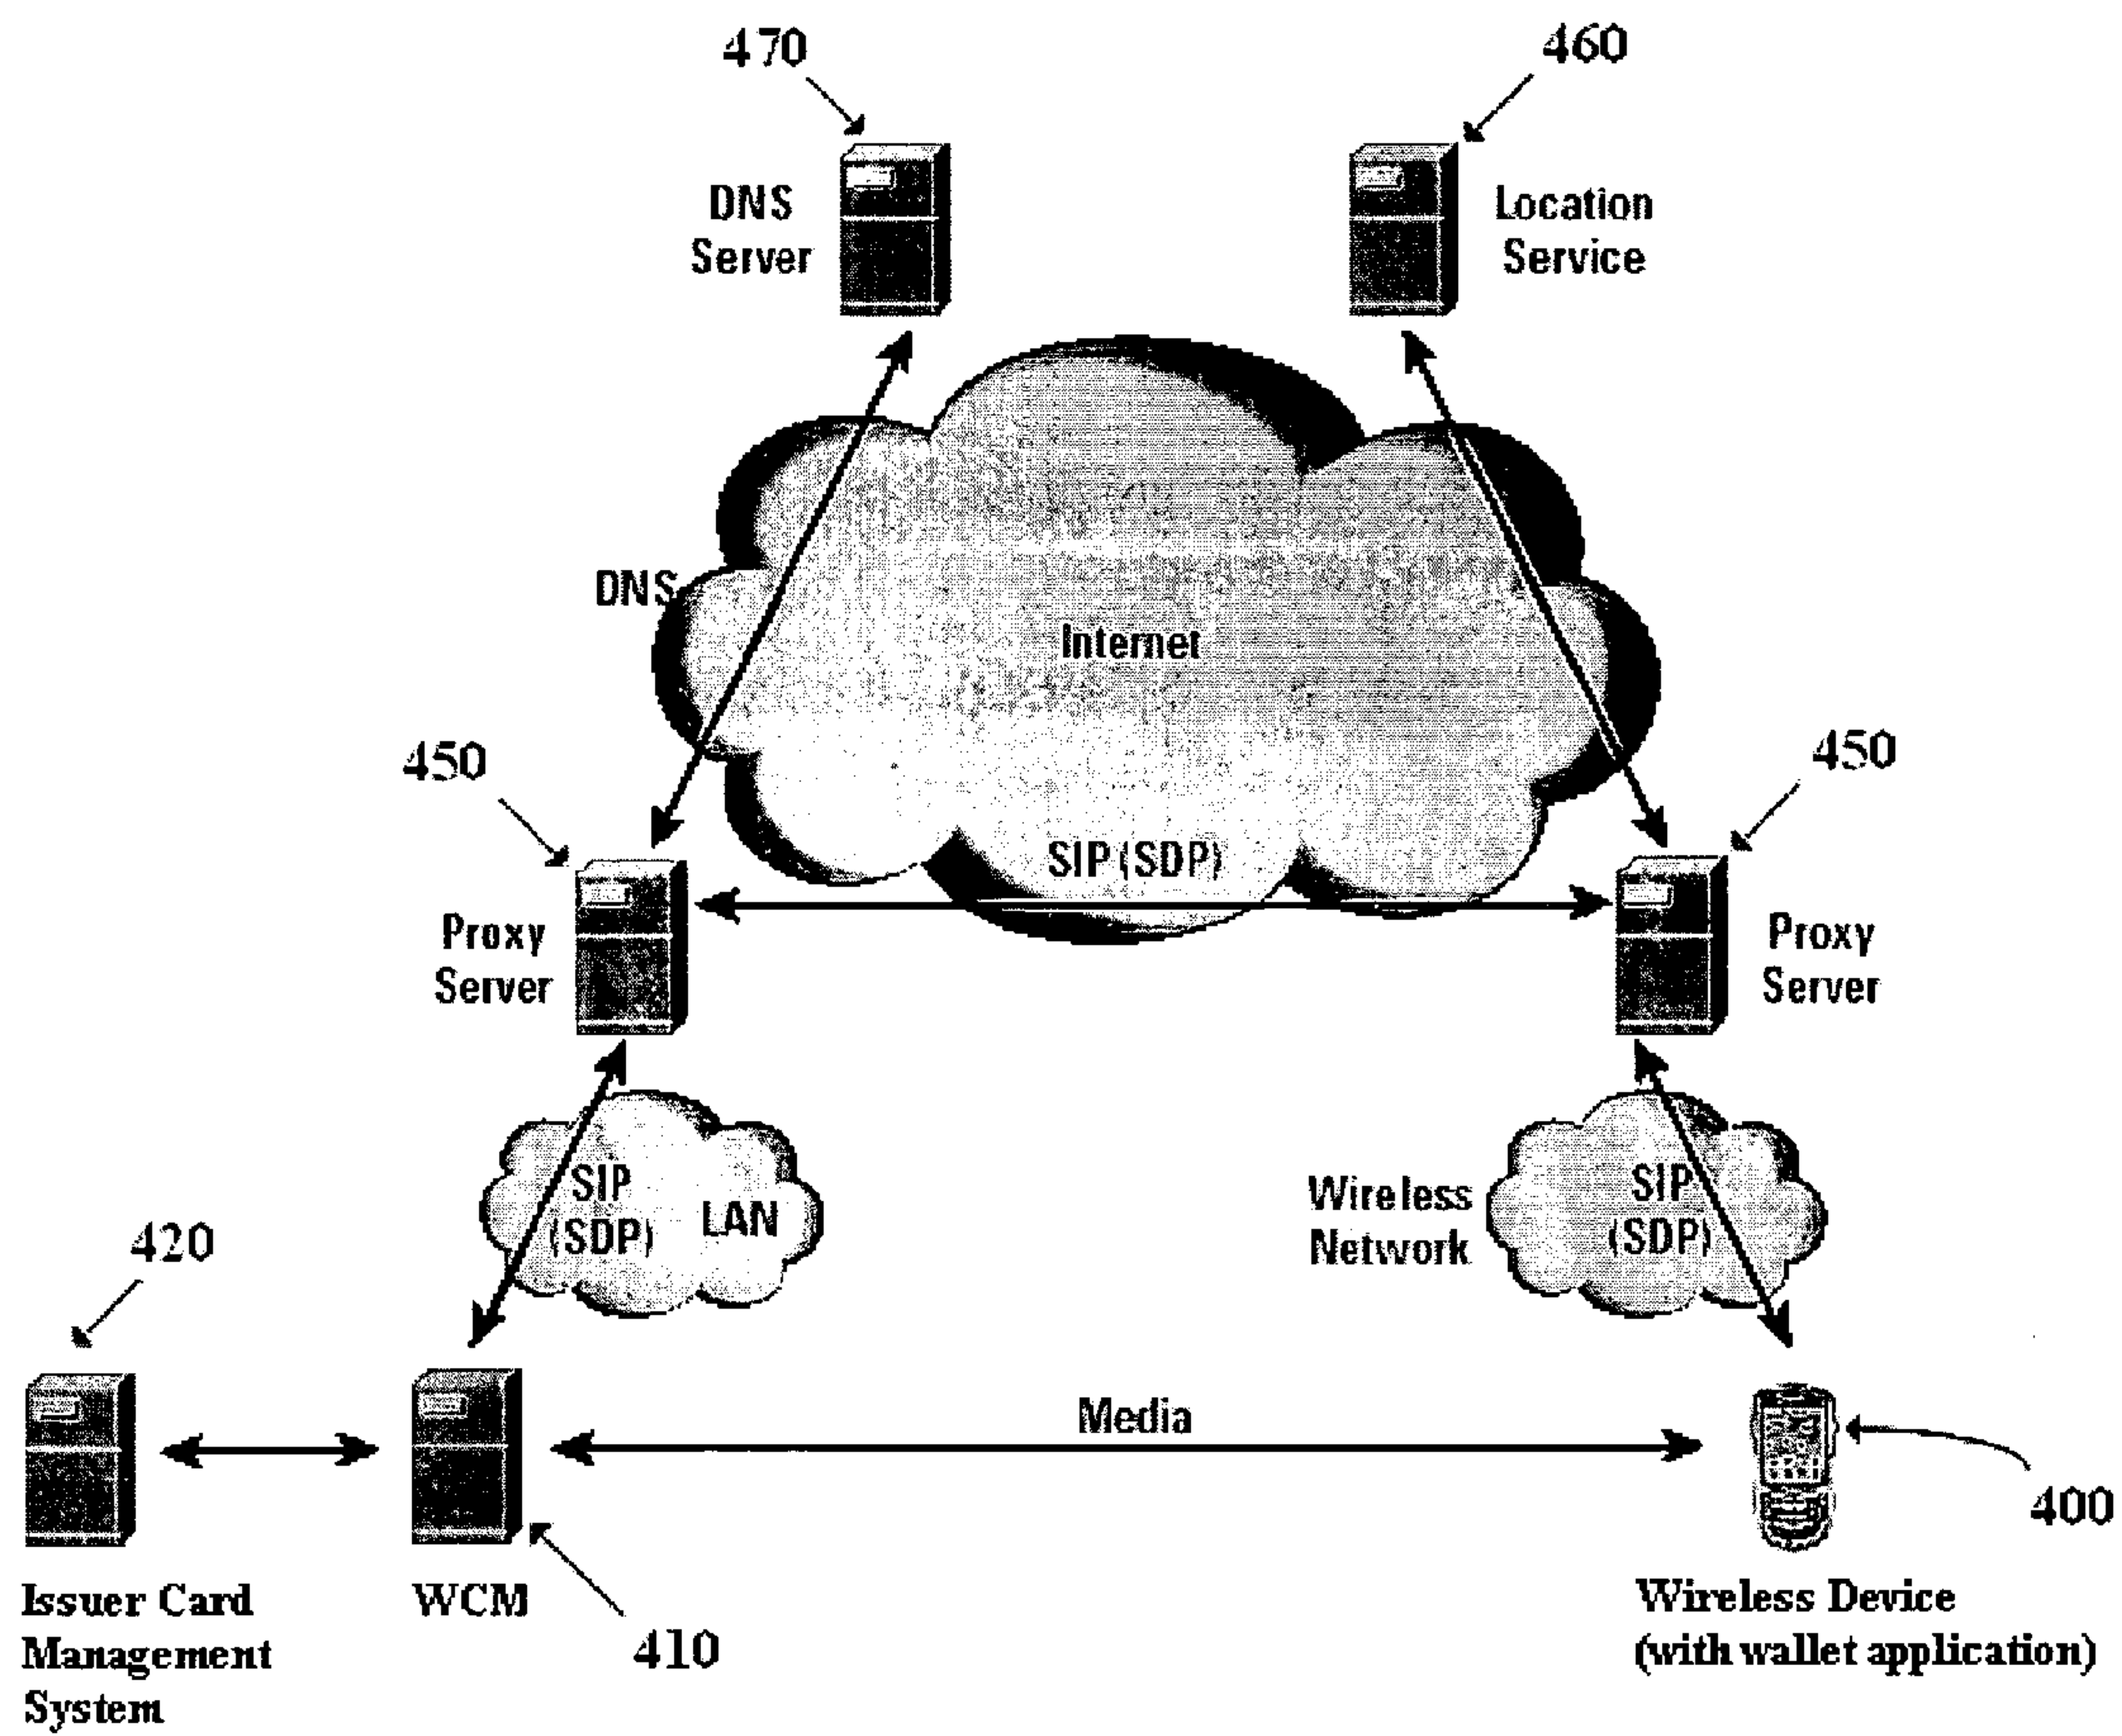 470
460
DNS
Server
Location
Service
DNS
Internet
450
450
SIP (SDP)
Proxy
Server
Proxy
Server
SIP
(SDP)
LAN
Wireless
Network
SIP
(SDP)
420
Media
400
Issuer Card
Management
System
WCM
410
Wireless Device
(with wallet application)